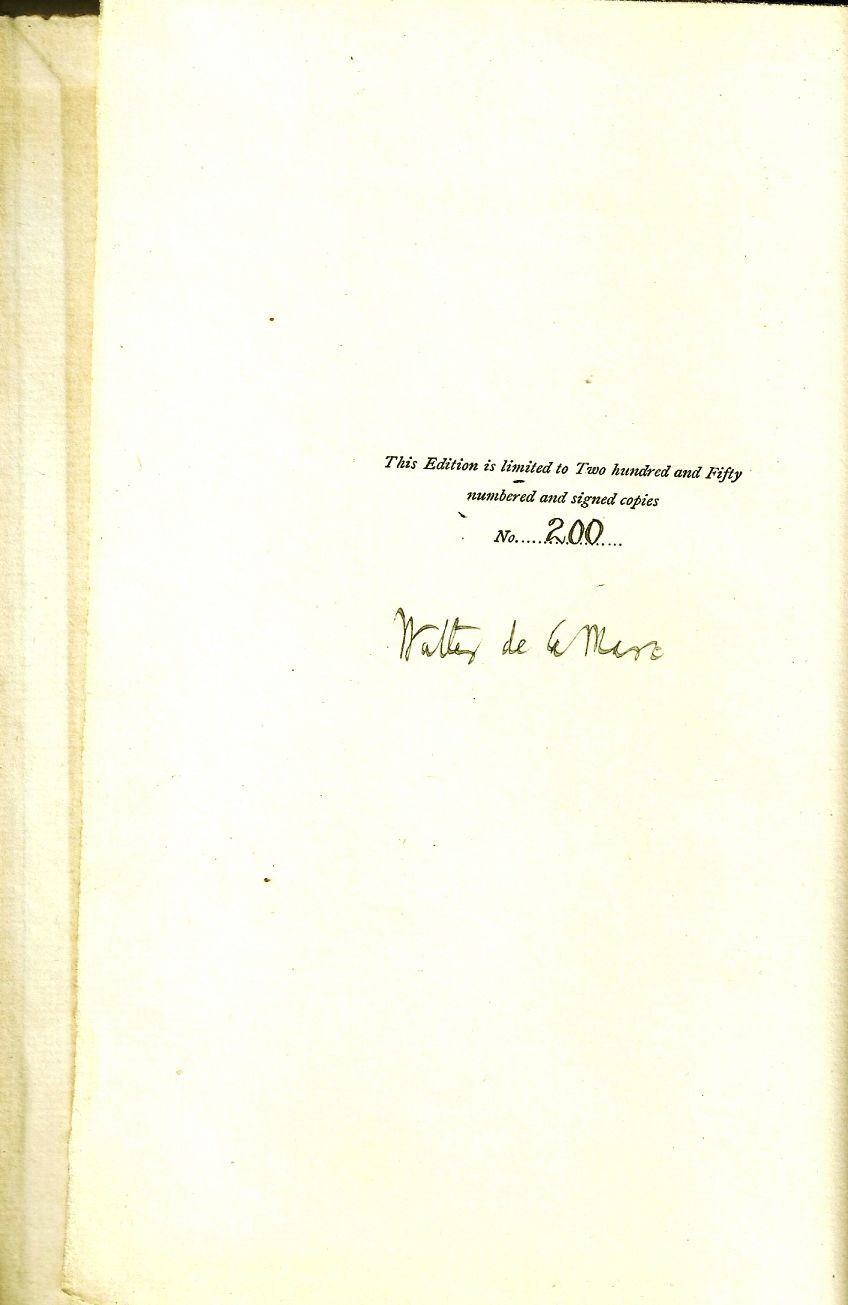 This Edition is limited to Two hundred and Fifty
numbered and signed copies
No.....200....
Walter de la Mare